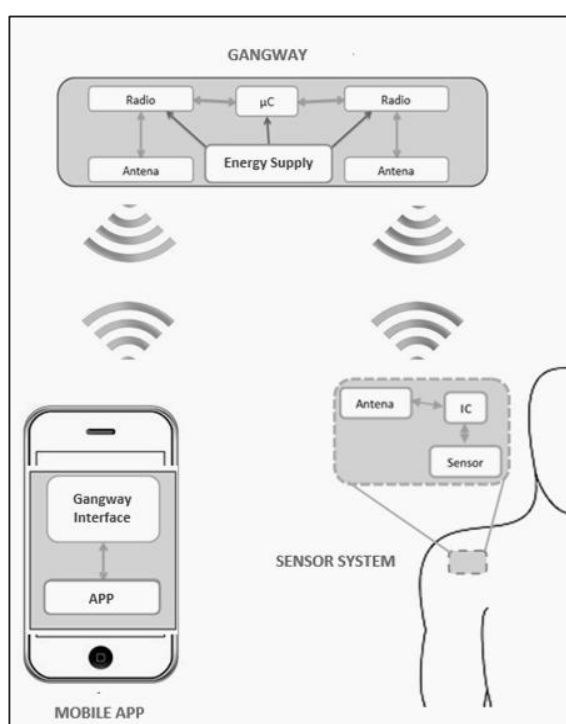 GANGWAY
Radio
µC
Radio
Energy Supply
Antena
Antena
Antena
IC
Sensor
Gangway
Interface
APP
SENSOR SYSTEM
MOBILE APP